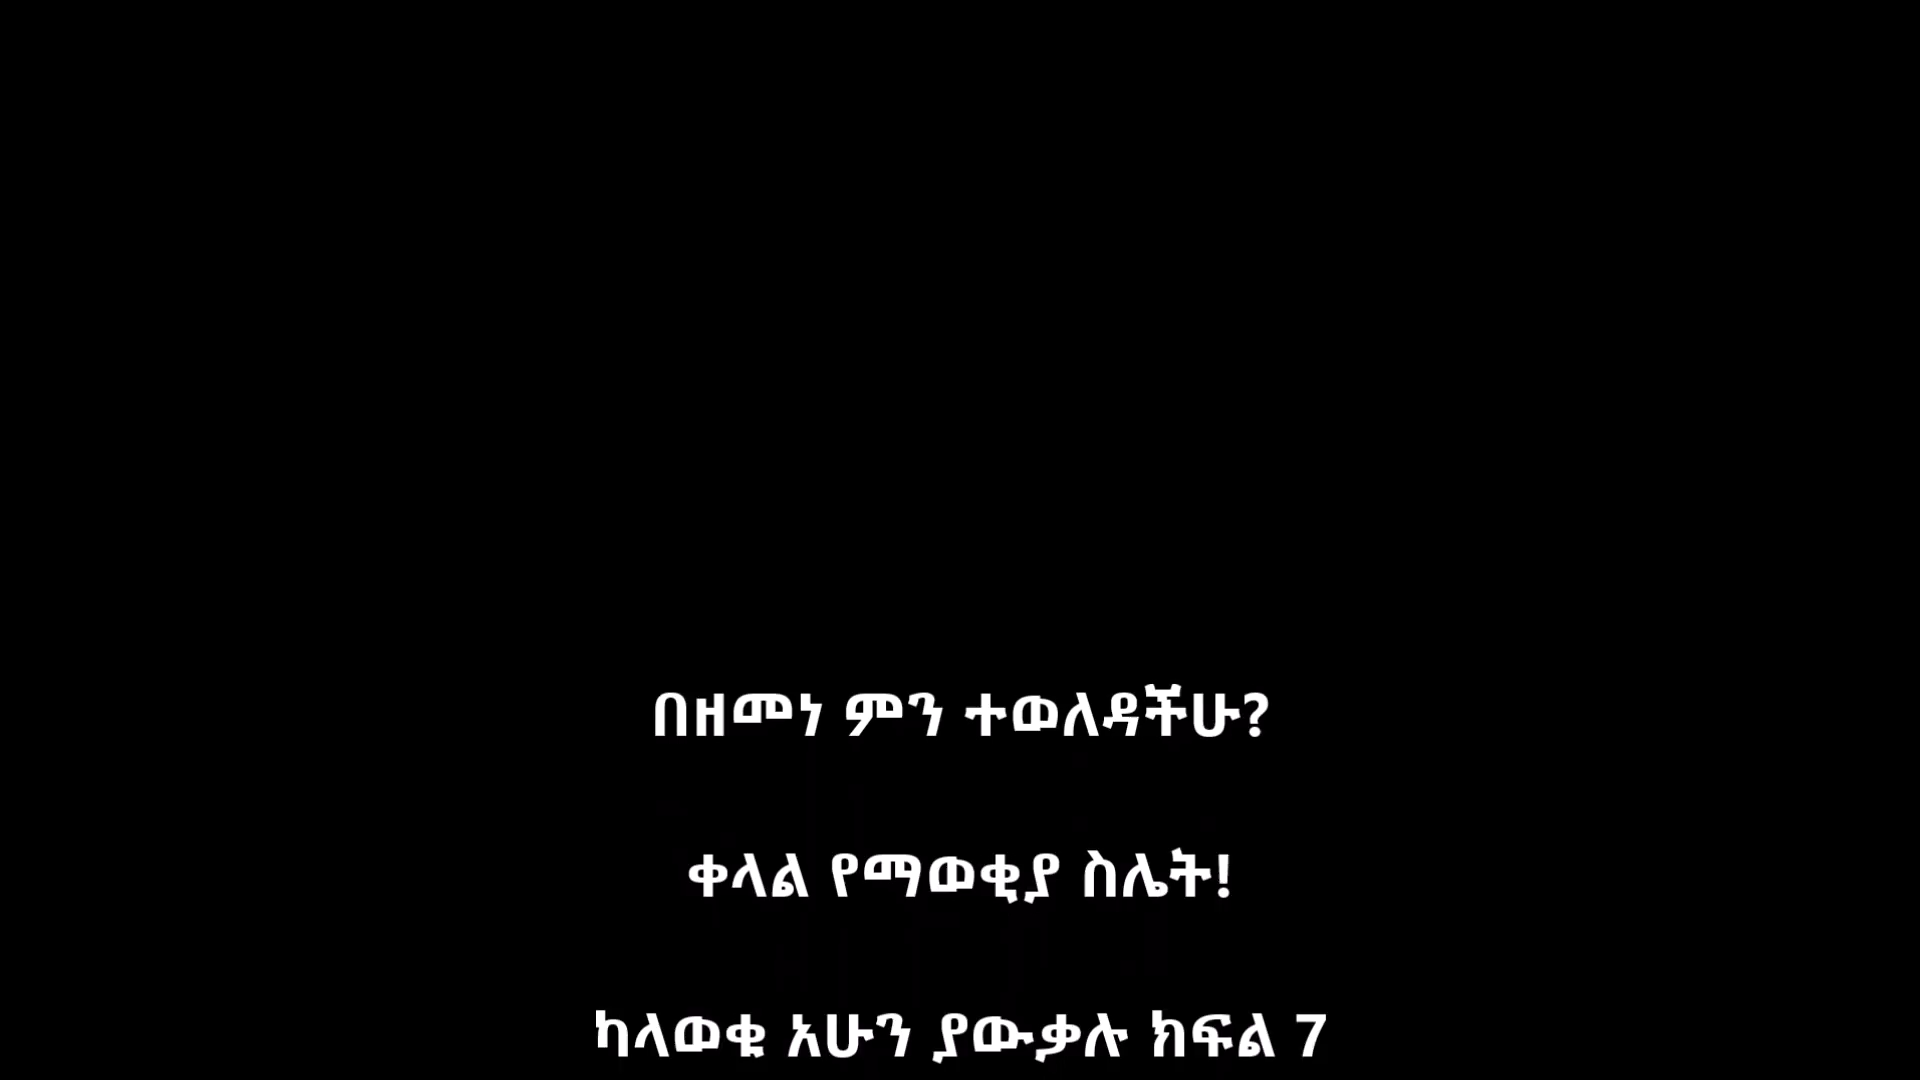 በዘመነ ምን ተወለዳችሁ?
ቀላል የማወቂያ ስሌት!
ካላወቁ አሁን ያውቃሉ ክፍል 7